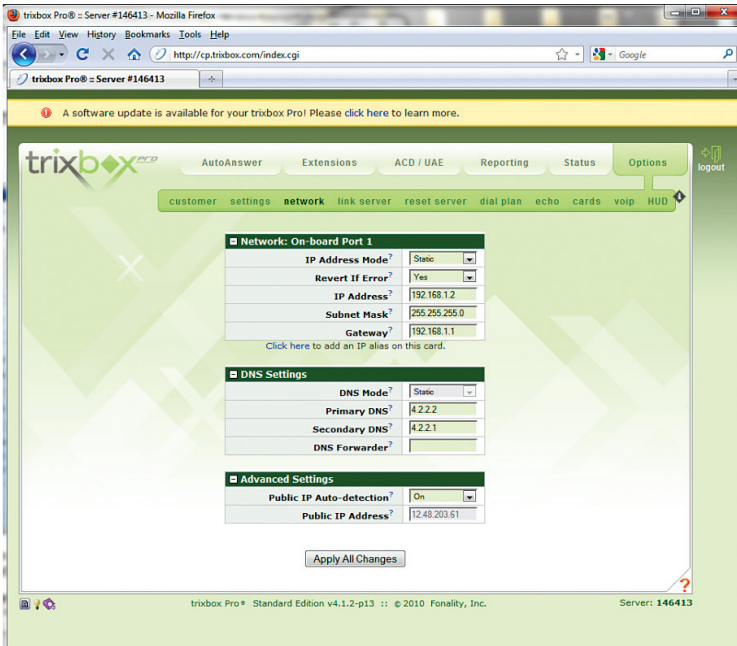 trixbox Pro® :: Server #146413 - Mozilla Firefox
File Edit View History Bookmarks Tools Help
http://cp.trixbox.com/index.cgi
Google
trixbox Pro® :: Server #146413
A software update is available for your trixbox Pro! Please click here to learn more.
trixbox pro
AutoAnswer Extensions ACD / UAE Reporting Status Options
logout
customer settings network link server reset server dial plan echo cards voip HUD
Network: On-board Port 1
IP Address Mode? Static
Revert If Error? Yes
IP Address? 192.168.1.2
Subnet Mask? 255.255.255.0
Gateway? 192.168.1.1
Click here to add an IP alias on this card.
DNS Settings
DNS Mode? Static
Primary DNS? 4.2.2.2
Secondary DNS? 4.2.2.1
DNS Forwarder?
Advanced Settings
Public IP Auto-detection? On
Public IP Address? 12.48.203.61
Apply All Changes
?
trixbox Pro® Standard Edition v4.1.2-p13 :: © 2010 Fonality, Inc.
Server: 146413